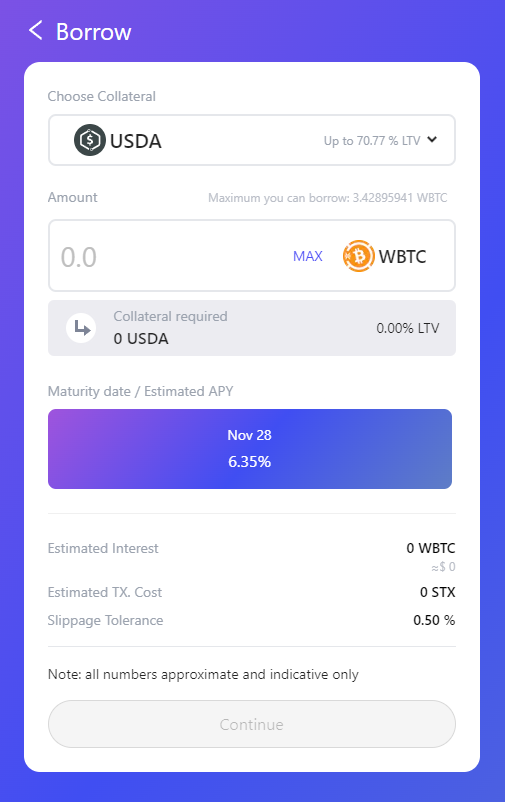 Borrow
Choose Collateral
USDA Up to 70.77 % LTV
Amount Maximum you can borrow: 3.42895941 WBTC
0.0 MAX WBTC
Collateral required
0 USDA 0.00% LTV
Maturity date / Estimated APY
Nov 28
6.35%
Estimated Interest 0 WBTC
≈$ 0
Estimated TX. Cost 0 STX
Slippage Tolerance 0.50 %
Note: all numbers approximate and indicative only
Continue